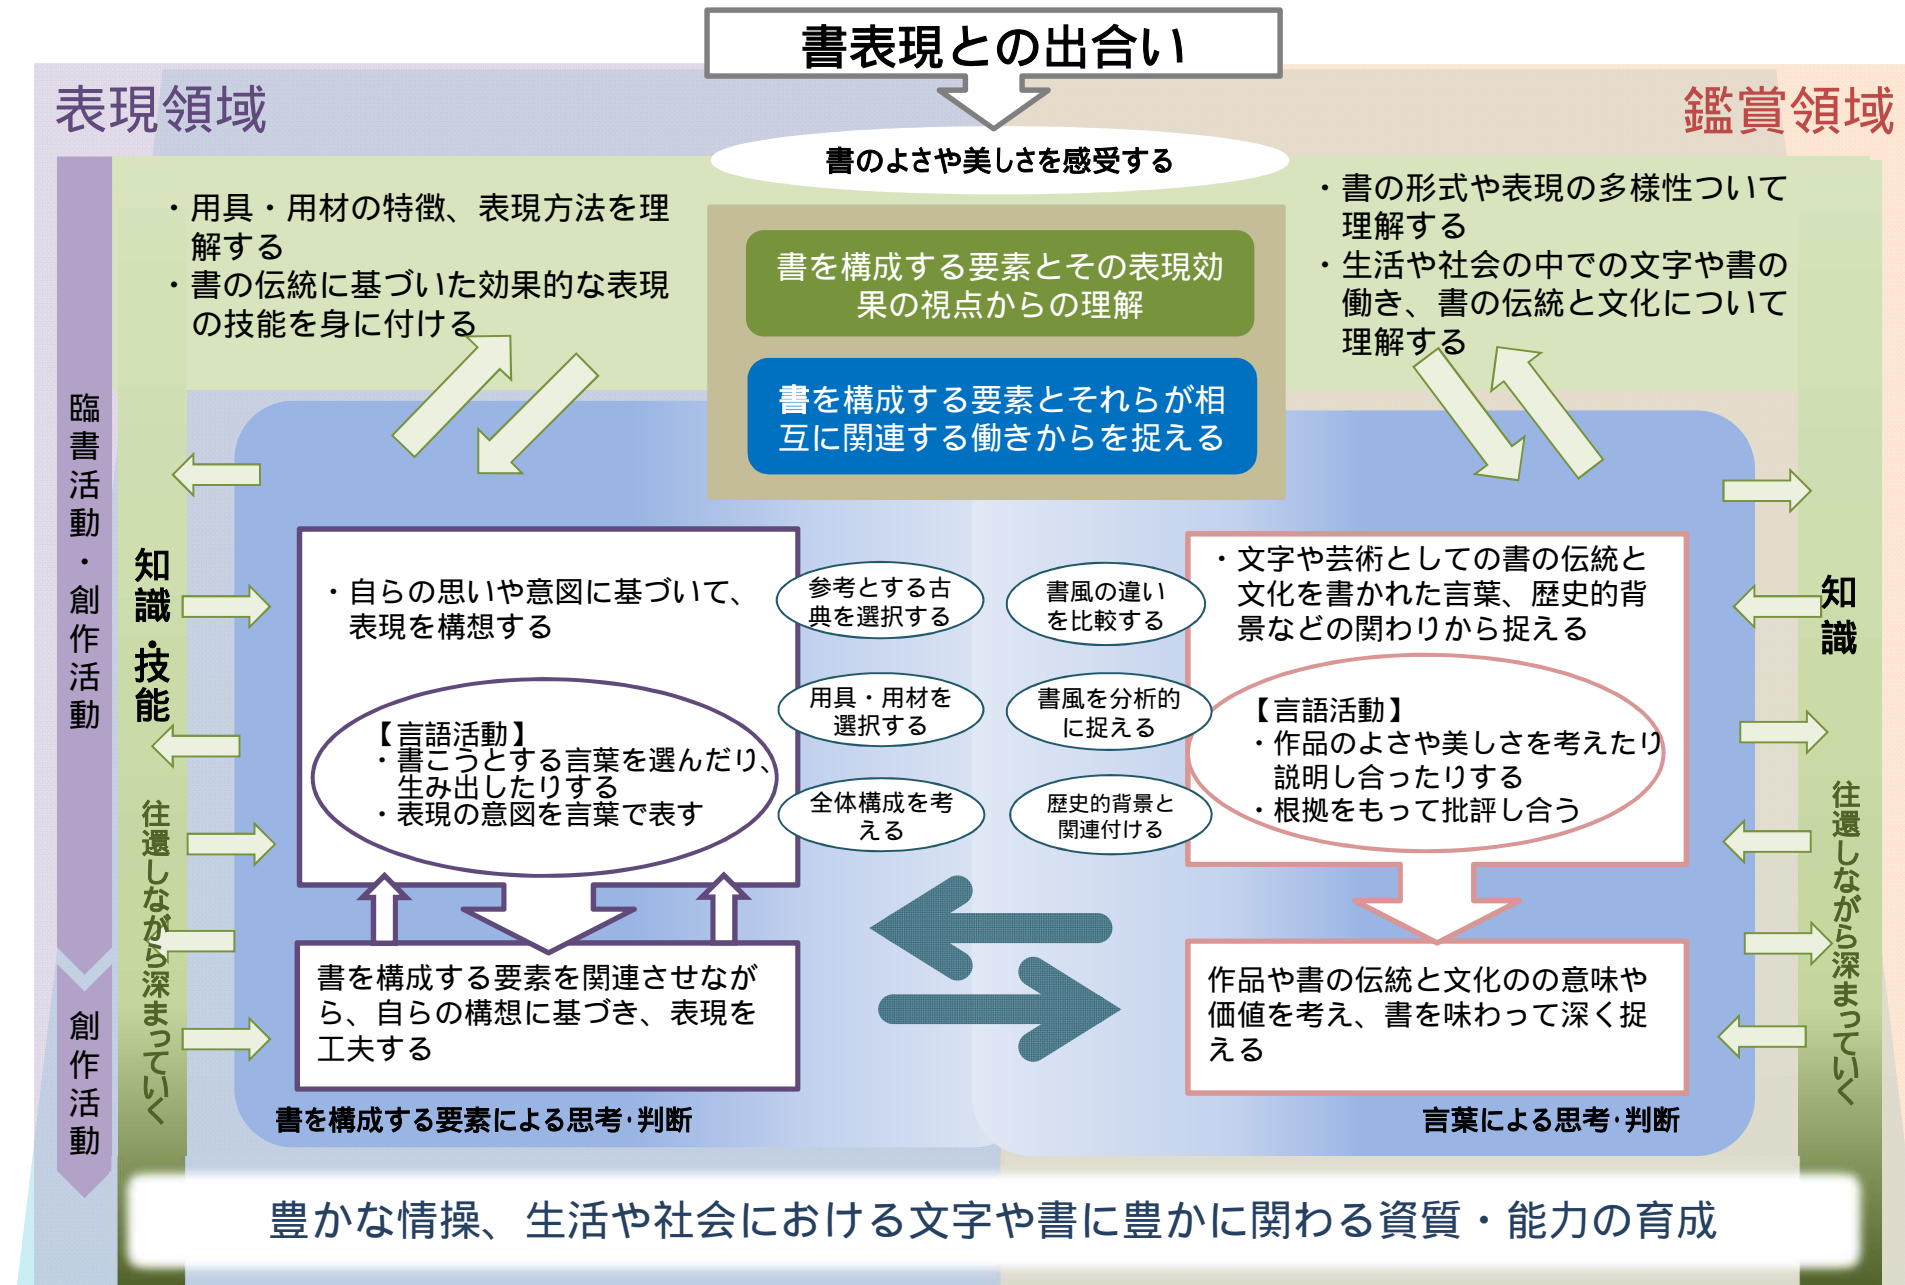 書表現との出合い
表現領域
鑑賞領域
書のよさや美しさを感受する
・用具・用材の特徴、表現方法を理
解する
・書の伝統に基づいた効果的な表現
の技能を身に付ける
書を構成する要素とその表現効
果の視点からの理解
書を構成する要素とそれらが相
互に関連する働きからを捉える
・書の形式や表現の多様性ついて
理解する
・生活や社会の中での文字や書の
働き、書の伝統と文化について
理解する
臨書活動・創作活動
創作活動
知識・技能
往還しながら深まっていく
・自らの思いや意図に基づいて、
表現を構想する
【言語活動】
・書こうとする言葉を選んだり、
生み出したりする
・表現の意図を言葉で表す
書を構成する要素を関連させなが
ら、自らの構想に基づき、表現を
工夫する
書を構成する要素による思考・判断
参考とする古
典を選択する
用具・用材を
選択する
全体構成を考
える
書風の違い
を比較する
書風を分析的
に捉える
歴史的背景と
関連付ける
・文字や芸術としての書の伝統と
文化を書かれた言葉、歴史的背
景などの関わりから捉える
【言語活動】
・作品のよさや美しさを考えたり
説明し合ったりする
・根拠をもって批評し合う
作品や書の伝統と文化のの意味や
価値を考え、書を味わって深く捉
える
言葉による思考・判断
知識
往還しながら深まっていく
豊かな情操、生活や社会における文字や書に豊かに関わる資質・能力の育成